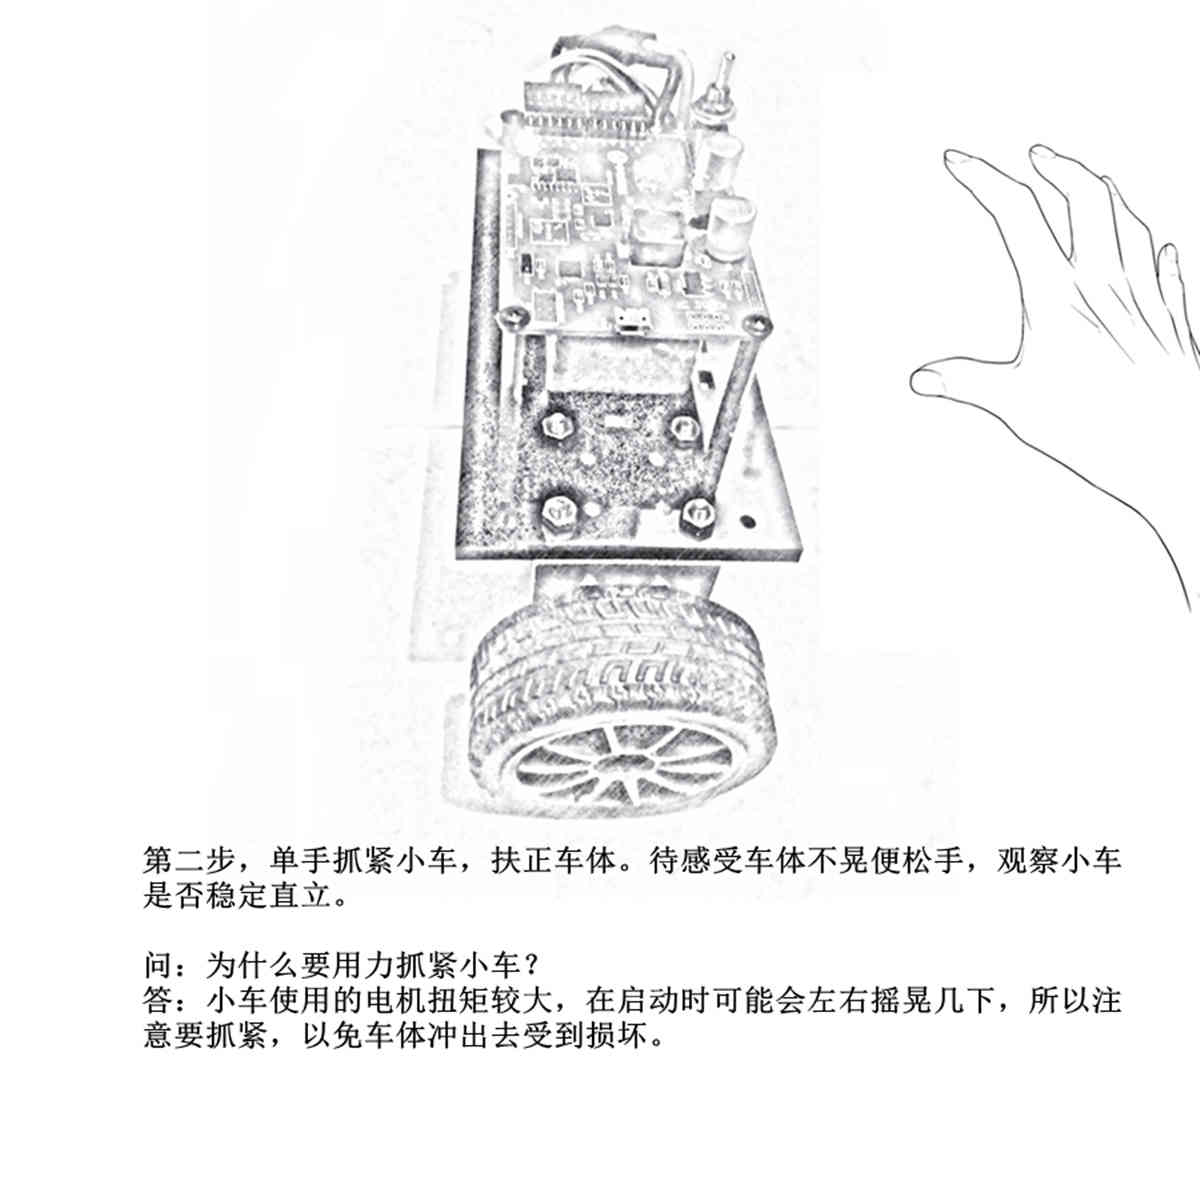 第二步，单手抓紧小车，扶正车体。待感受车体不晃便松手，观察小车
是否稳定直立。
问：为什么要用力抓紧小车？
答：小车使用的电机扭矩较大，在启动时可能会左右摇晃几下，所以注
意要抓紧，以免车体冲出去受到损坏。